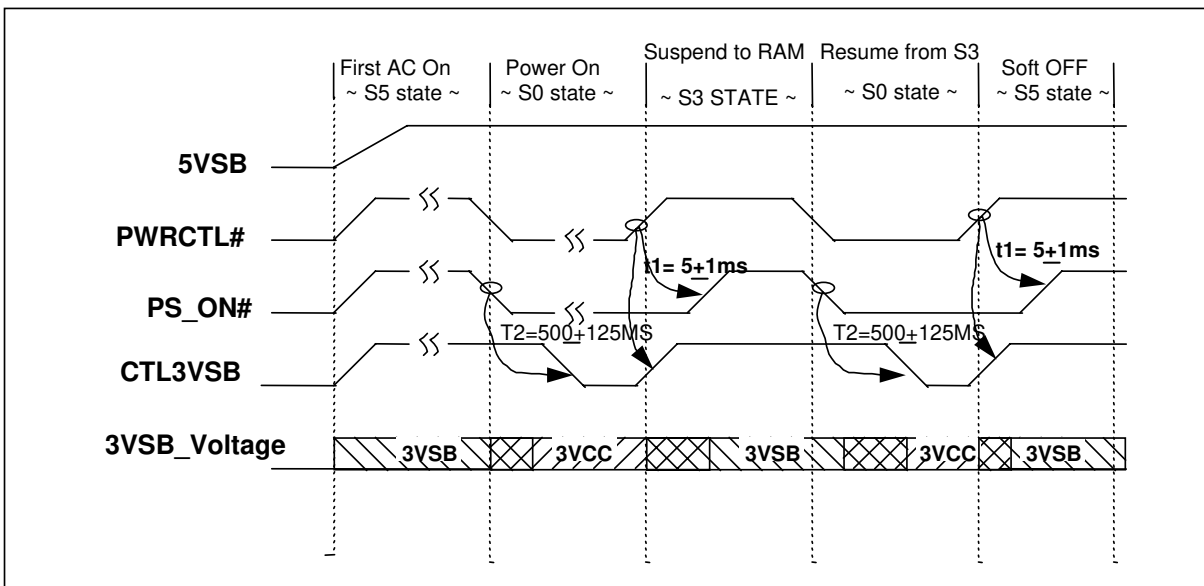 First AC On
~ S5 state ~
Power On
~ S0 state ~
Suspend to RAM
~ S3 STATE ~
Resume from S3
~ S0 state ~
Soft OFF
~ S5 state ~
5VSB
PWRCTL#
t1= 5±1ms
t1= 5±1ms
PS_ON#
T2=500±125MS
T2=500±125MS
CTL3VSB
3VSB_Voltage
3VSB
3VCC
3VSB
3VCC
3VSB